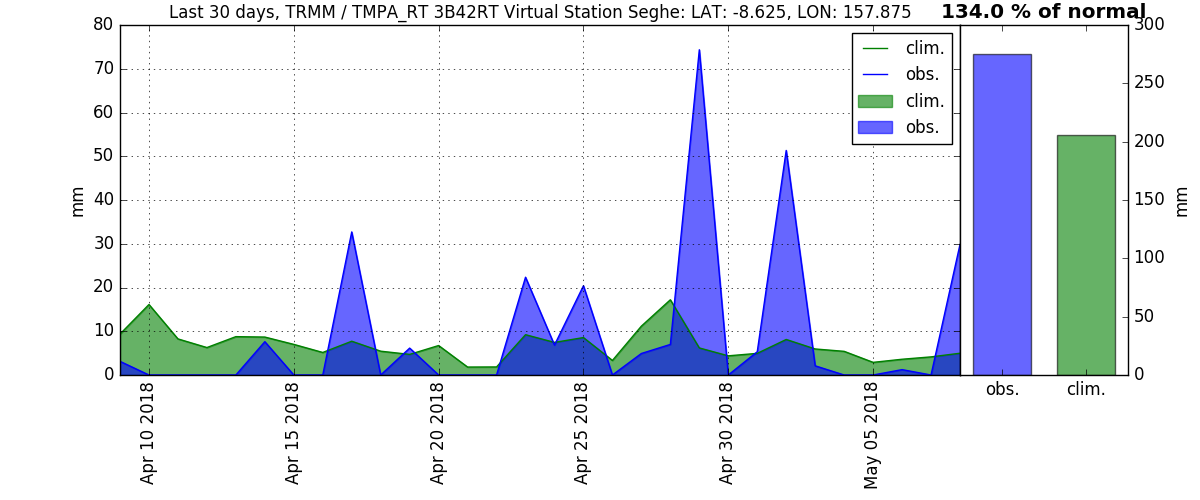 Last 30 days, TRMM / TMPA_RT 3B42RT Virtual Station Seghe: LAT: -8.625, LON: 157.875
134.0 % of normal
80
70
60
50
40
30
20
10
0
mm
clim.
obs.
clim.
obs.
Apr 10 2018
Apr 15 2018
Apr 20 2018
Apr 25 2018
Apr 30 2018
May 05 2018
300
250
200
150
100
50
0
mm
obs.
clim.